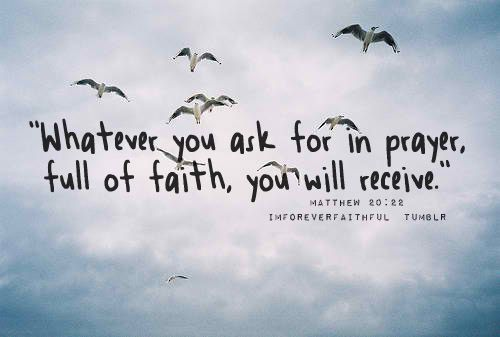 "Whatever you ask for in prayer,
full of faith, you will receive."
MATTHEW 20:22
IMFOREVERFAITHFUL TUMBLR